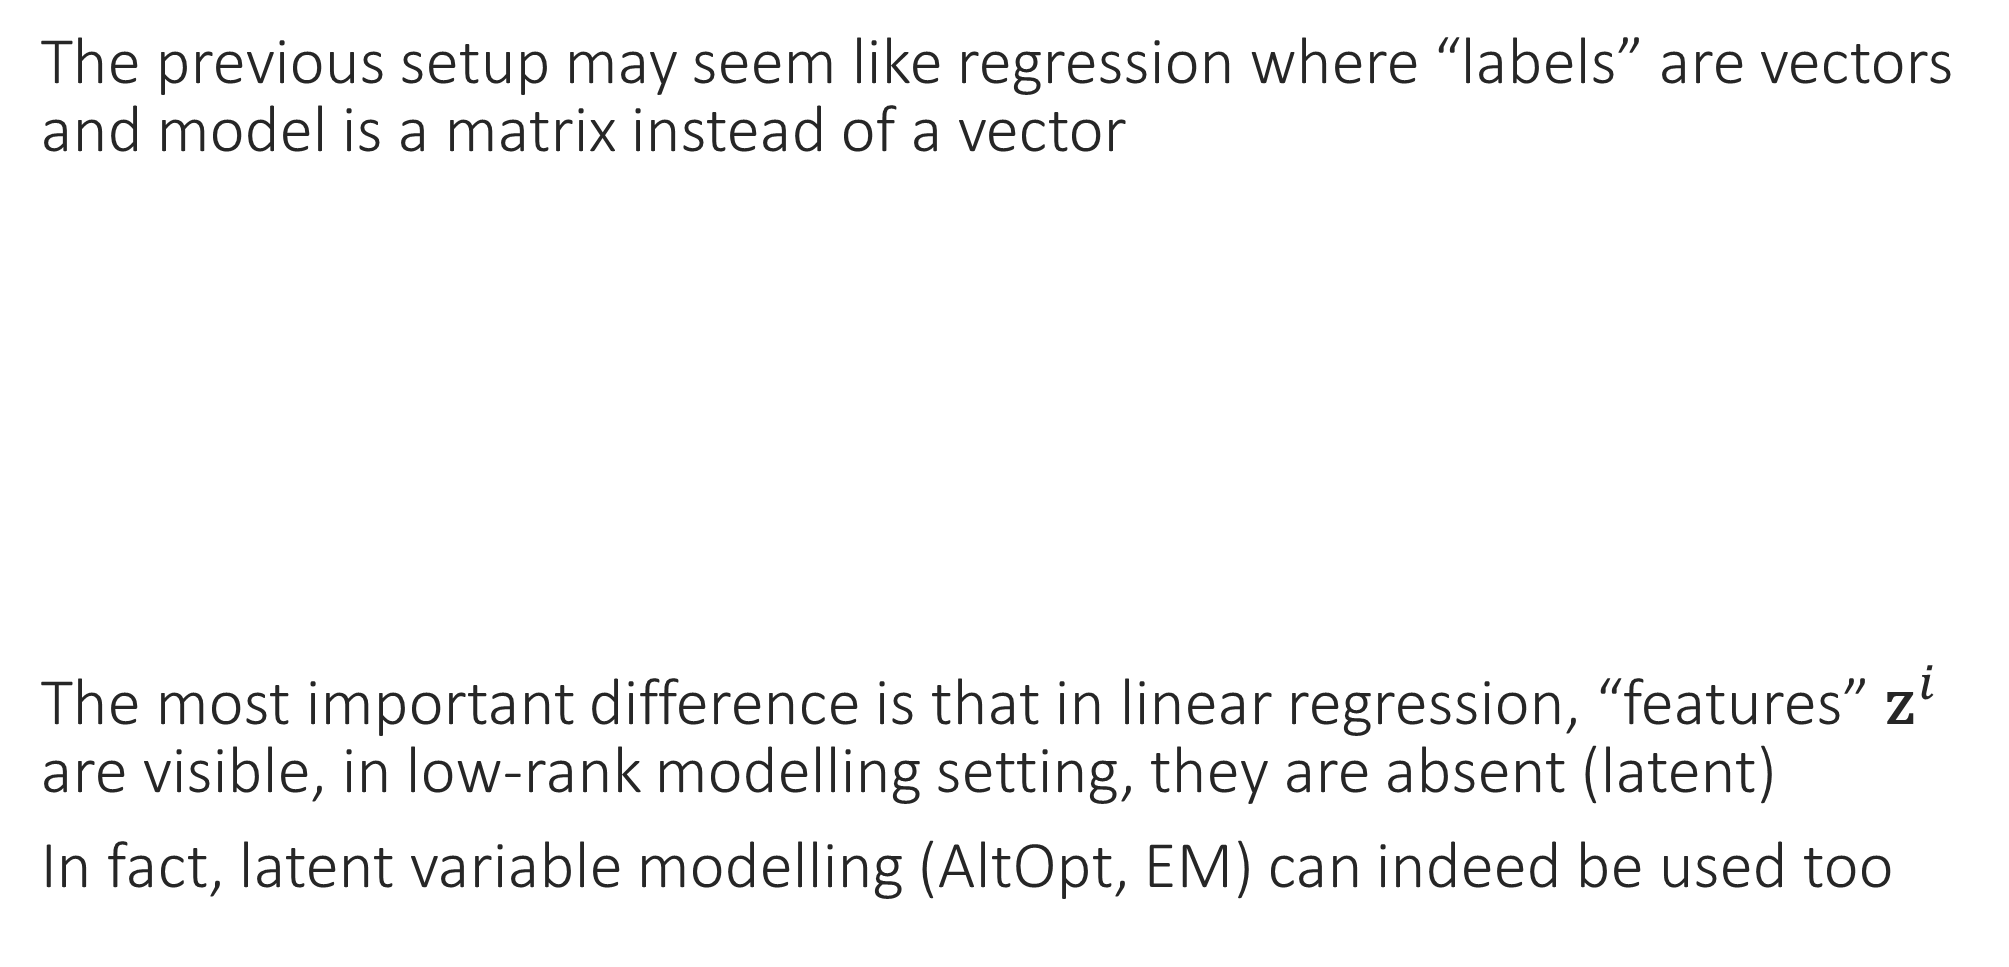 The previous setup may seem like regression where “labels” are vectors
and model is a matrix instead of a vector
The most important difference is that in linear regression, “features” 𝐳ⁱ
are visible, in low-rank modelling setting, they are absent (latent)
In fact, latent variable modelling (AltOpt, EM) can indeed be used too